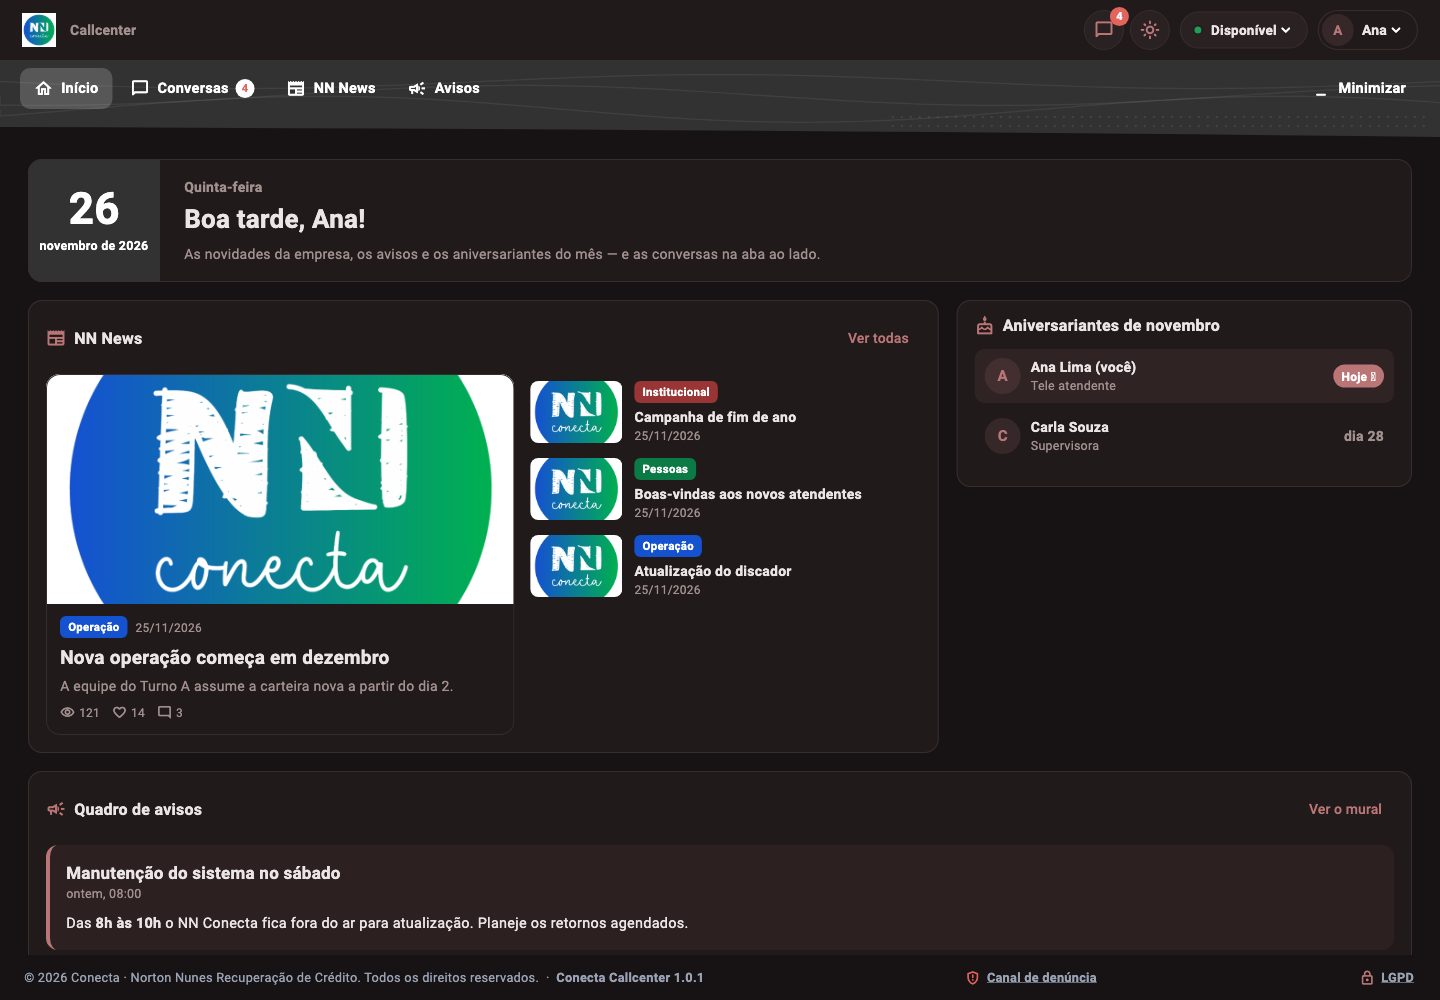 NN
Callcenter
4
Disponível
A
Ana
Início
Conversas
4
NN News
Avisos
Minimizar
26
novembro de 2026
Quinta-feira
Boa tarde, Ana!
As novidades da empresa, os avisos e os aniversariantes do mês — e as conversas na aba ao lado.
NN News
Ver todas
NN
conecta
Operação
25/11/2026
Nova operação começa em dezembro
A equipe do Turno A assume a carteira nova a partir do dia 2.
121
14
3
NN
conecta
Institucional
Campanha de fim de ano
25/11/2026
NN
conecta
Pessoas
Boas-vindas aos novos atendentes
25/11/2026
NN
conecta
Operação
Atualização do discador
25/11/2026
Aniversariantes de novembro
A
Ana Lima (você)
Tele atendente
Hoje
C
Carla Souza
Supervisora
dia 28
Quadro de avisos
Ver o mural
Manutenção do sistema no sábado
ontem, 08:00
Das 8h às 10h o NN Conecta fica fora do ar para atualização. Planeje os retornos agendados.
© 2026 Conecta · Norton Nunes Recuperação de Crédito. Todos os direitos reservados. · Conecta Callcenter 1.0.1
Canal de denúncia
LGPD